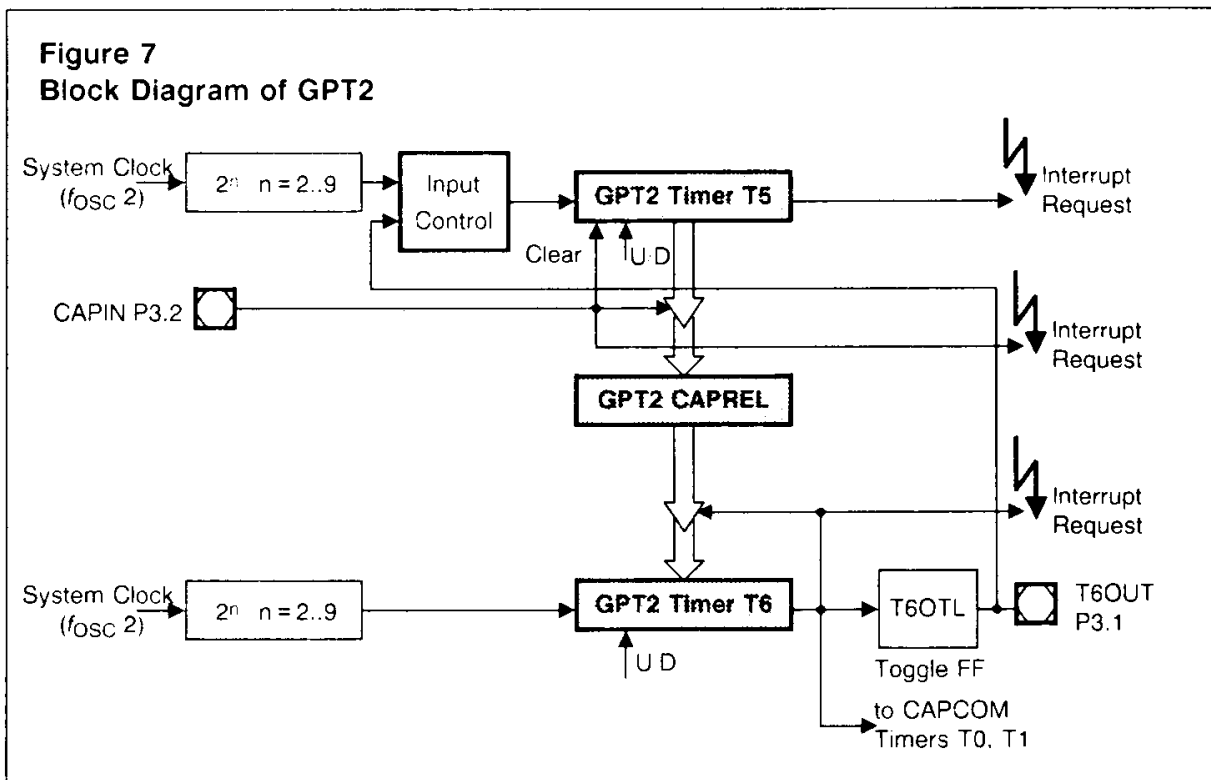 Figure 7
Block Diagram of GPT2
System Clock
(fOSC 2)
2ⁿ n = 2..9
Input
Control
GPT2 Timer T5
Interrupt
Request
Clear
U D
CAPIN P3.2
Interrupt
Request
GPT2 CAPREL
Interrupt
Request
System Clock
(fOSC 2)
2ⁿ n = 2..9
GPT2 Timer T6
T6OTL
T6OUT
P3.1
U D
Toggle FF
to CAPCOM
Timers T0, T1